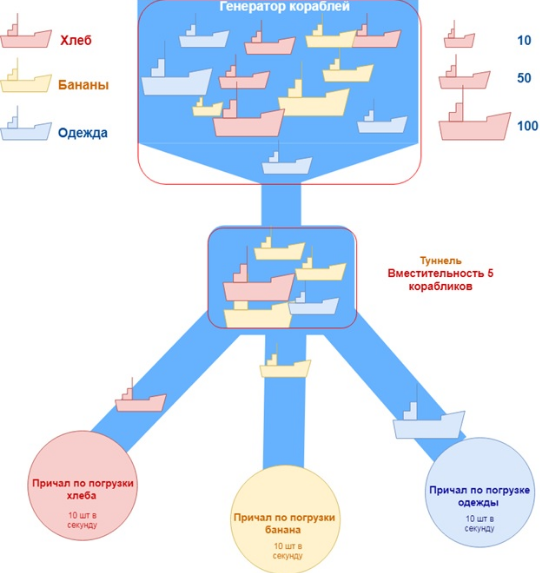 Генератор кораблей
Хлеб
Бананы
Одежда
10
50
100
Туннель
Вместительность 5
корабликов
Причал по погрузки
хлеба
10 шт в
секунду
Причал по погрузки
банана
10 шт в
секунду
Причал по погрузке
одежды
10 шт в
секунду